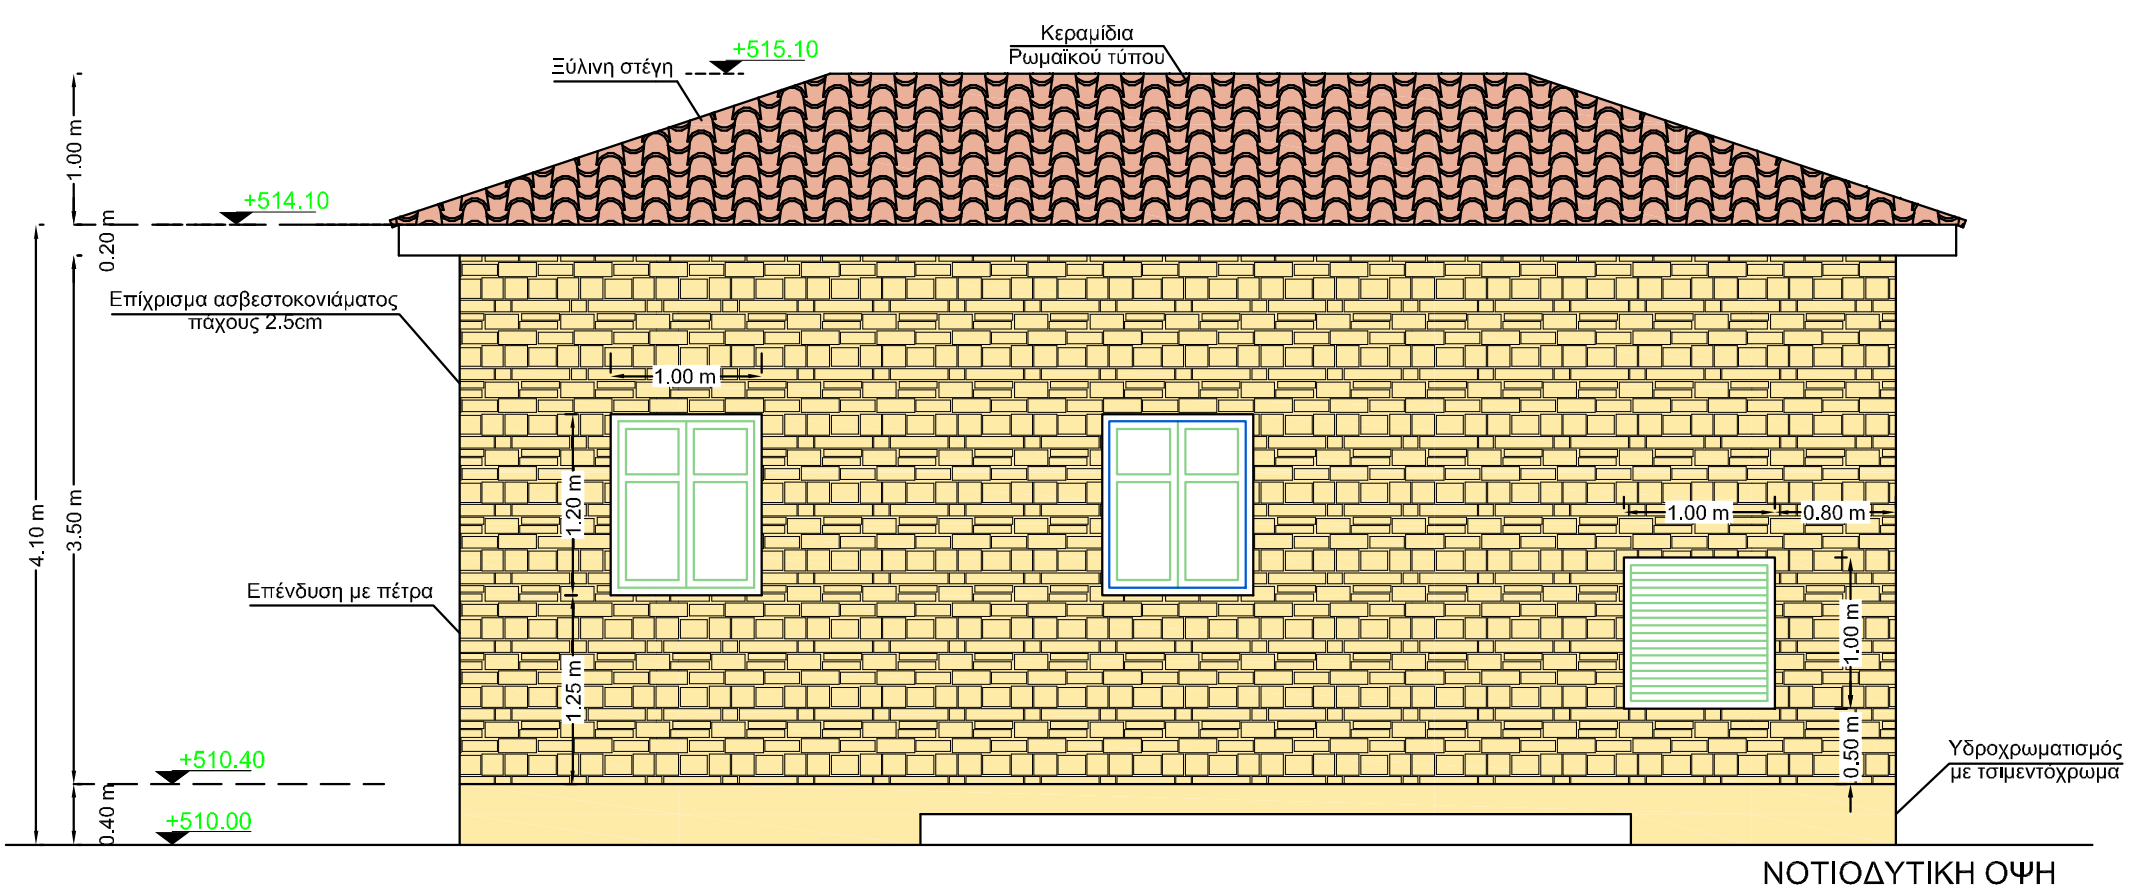 Κεραμίδια
Ρωμαϊκού τύπου
+515.10
Ξύλινη στέγη
1.00 m
+514.10
0.20 m
Επίχρισμα ασβεστοκονιάματος
πάχους 2.5cm
1.00 m
1.20 m
4.10 m
3.50 m
1.00 m
0.80 m
Επένδυση με πέτρα
1.00 m
1.25 m
0.50 m
+510.40
Υδροχρωματισμός
με τσιμεντόχρωμα
0.40 m
+510.00
ΝΟΤΙΟΔΥΤΙΚΗ ΟΨΗ